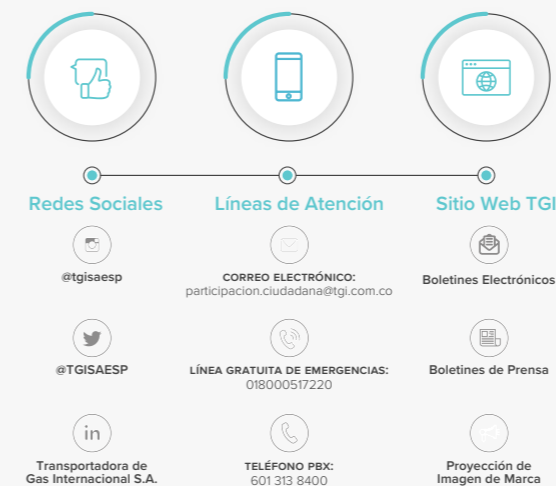 Redes Sociales
@tgisaesp
@TGISAESP
in
Transportadora de
Gas Internacional S.A.
Líneas de Atención
CORREO ELECTRÓNICO:
participacion.ciudadana@tgi.com.co
LÍNEA GRATUITA DE EMERGENCIAS:
018000517220
TELÉFONO PBX:
601 313 8400
Sitio Web TGI
Boletines Electrónicos
Boletines de Prensa
Proyección de
Imagen de Marca